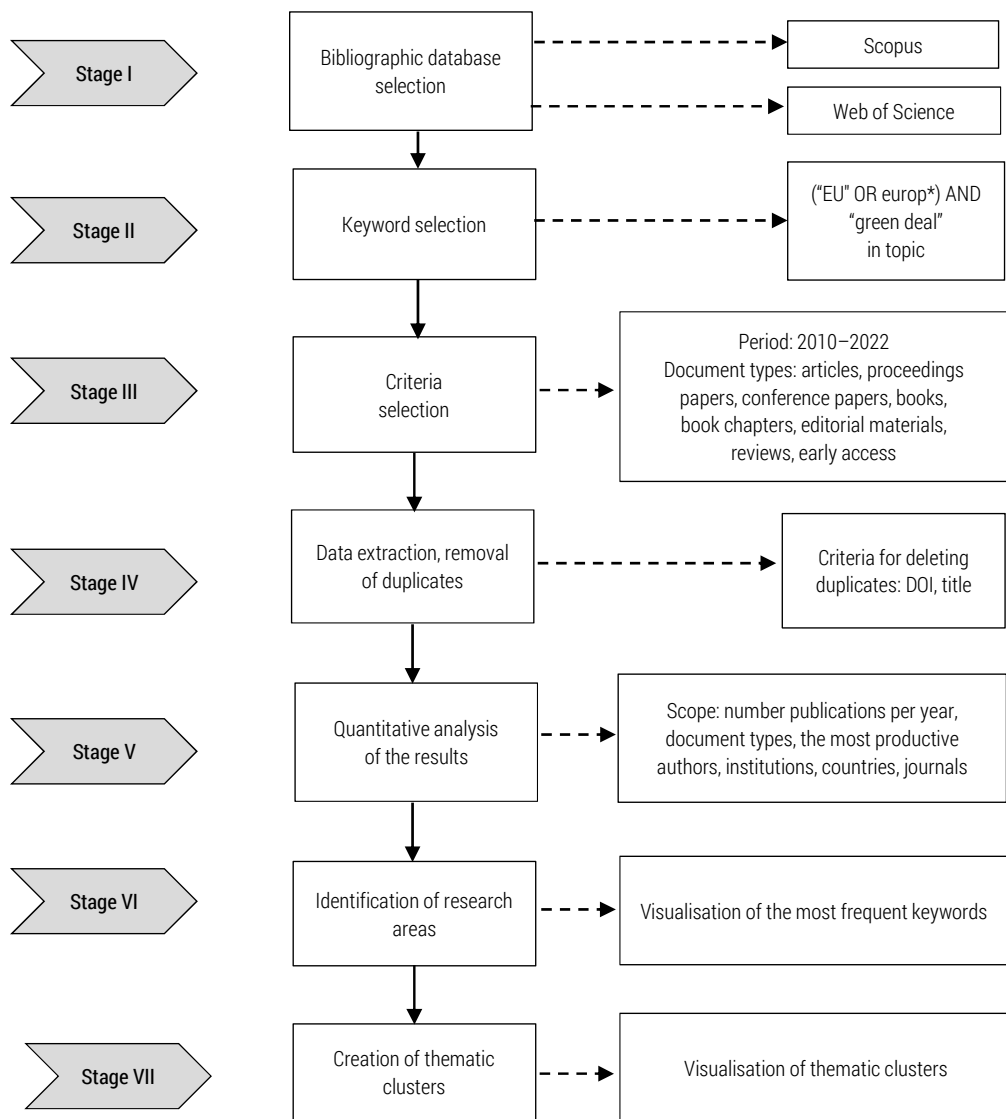 Stage I
Bibliographic database
selection
Scopus
Web of Science
Stage II
Keyword selection
(“EU” OR europ*) AND
“green deal”
in topic
Stage III
Criteria
selection
Period: 2010–2022
Document types: articles, proceedings
papers, conference papers, books,
book chapters, editorial materials,
reviews, early access
Stage IV
Data extraction, removal
of duplicates
Criteria for deleting
duplicates: DOI, title
Stage V
Quantitative analysis
of the results
Scope: number publications per year,
document types, the most productive
authors, institutions, countries, journals
Stage VI
Identification of research
areas
Visualisation of the most frequent keywords
Stage VII
Creation of thematic
clusters
Visualisation of thematic clusters